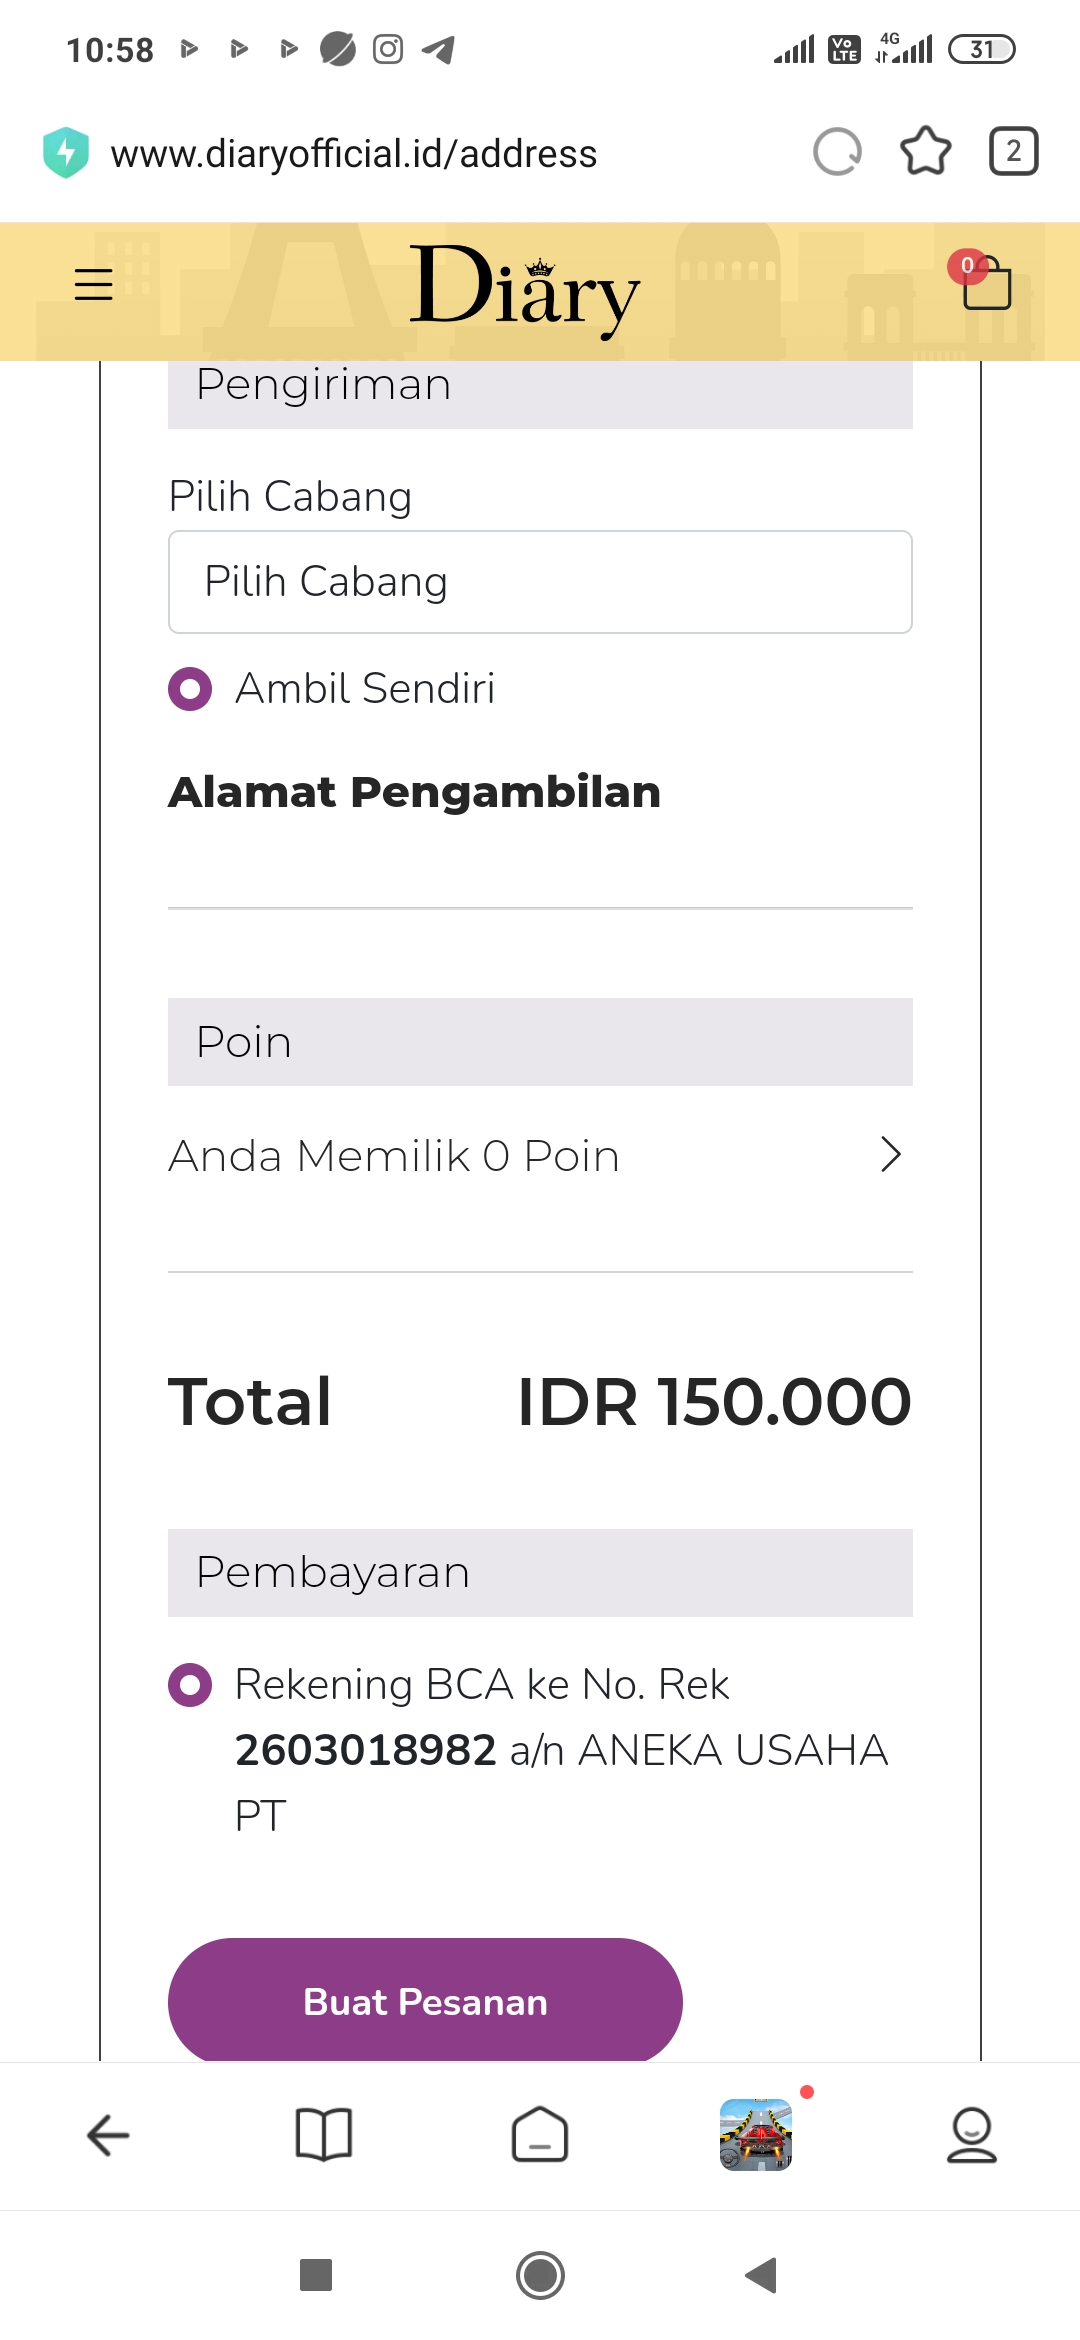 10:58
Vo LTE
4G
31
www.diaryofficial.id/address
2
Diary
0
Pengiriman
Pilih Cabang
Pilih Cabang
Ambil Sendiri
Alamat Pengambilan
Poin
Anda Memilik 0 Poin
Total IDR 150.000
Pembayaran
Rekening BCA ke No. Rek
2603018982 a/n ANEKA USAHA
PT
Buat Pesanan